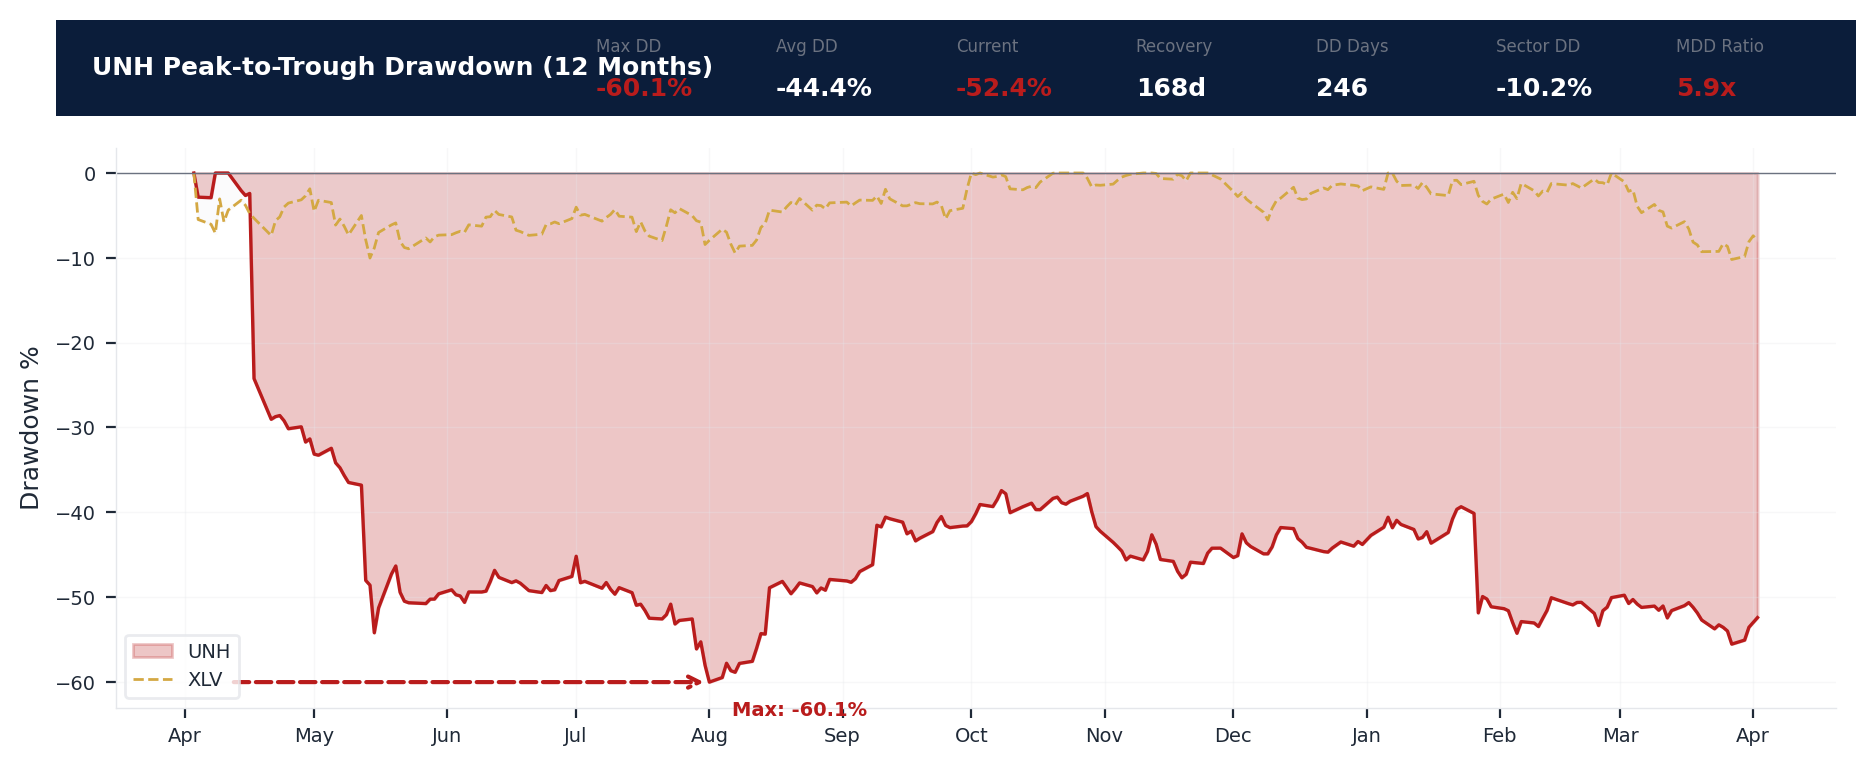 UNH Peak-to-Trough Drawdown (12 Months)
Max DD
-60.1%
Avg DD
-44.4%
Current
-52.4%
Recovery
168d
DD Days
246
Sector DD
-10.2%
MDD Ratio
5.9x
Drawdown %
0
−10
−20
−30
−40
−50
−60
UNH
XLV
Max: -60.1%
Apr
May
Jun
Jul
Aug
Sep
Oct
Nov
Dec
Jan
Feb
Mar
Apr